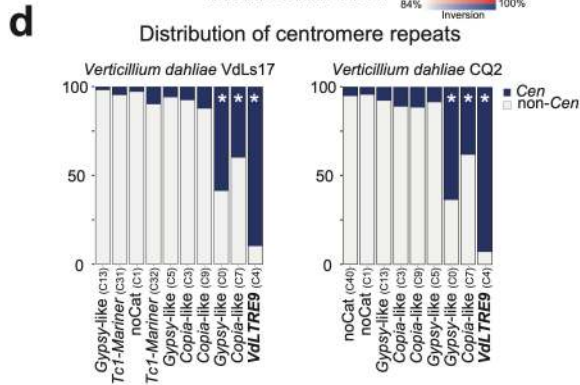 84%
100%
Inversion
d
Distribution of centromere repeats
Verticillium dahliae VdLs17
Verticillium dahliae CQ2
Cen
non-Cen
100
50
0
* * *
Gypsy-like (C13)
Tc1-Mariner (C31)
noCat (C1)
Tc1-Mariner (C32)
Gypsy-like (C5)
Copia-like (C3)
Copia-like (C9)
Gypsy-like (C0)
Copia-like (C7)
VdLTRE9 (C4)
100
50
0
* * *
noCat (C40)
noCat (C1)
Gypsy-like (C13)
Copia-like (C3)
Copia-like (C9)
Gypsy-like (C5)
Gypsy-like (C0)
Copia-like (C7)
VdLTRE9 (C4)